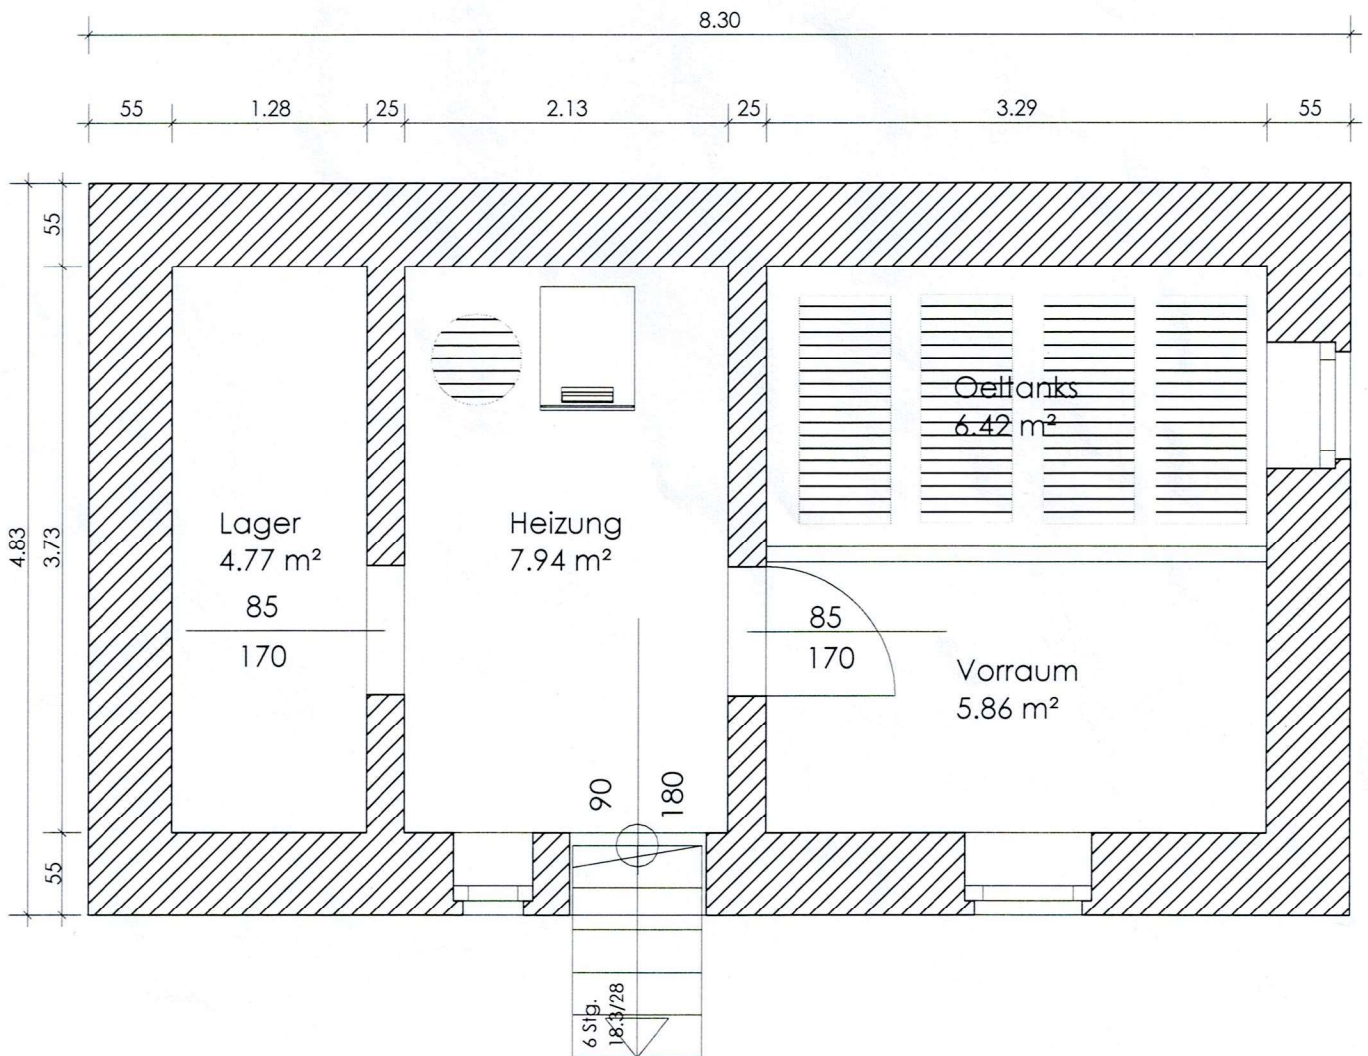 8.30
55 1.28 25 2.13 25 3.29 55
4.83
55
3.73
55
Lager
4.77 m²
85
170
Heizung
7.94 m²
Oeltanks
6.42 m²
85
170
Vorraum
5.86 m²
90
180
6 Stg.
18.3/28